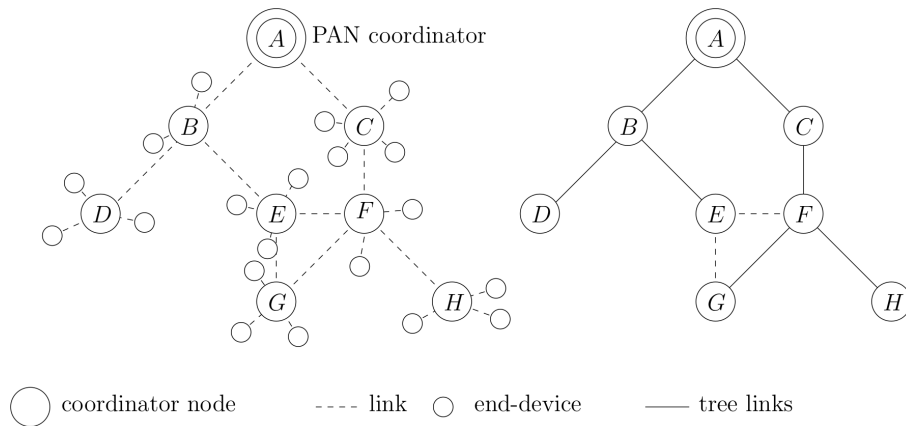 A PAN coordinator A
B C B C
D E F D E F
G H G H
coordinator node link end-device tree links